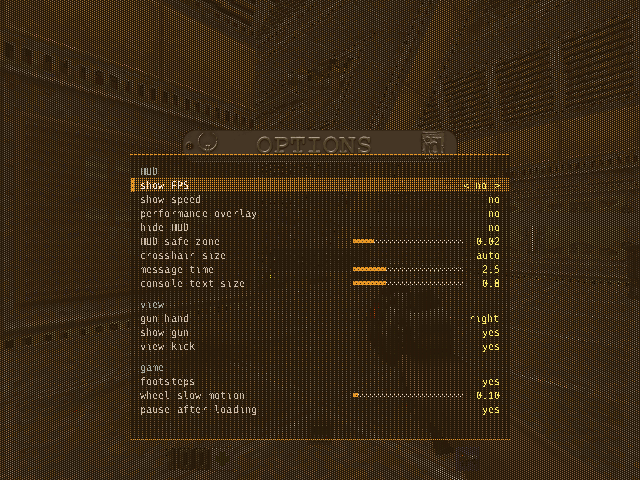 OPTIONS
HUD
show FPS < no >
show speed no
performance overlay no
hide HUD no
HUD safe zone 0.02
crosshair size auto
message time 2.5
console text size 0.8
view
gun hand right
show gun yes
view kick yes
game
footsteps yes
wheel slow motion 0.10
pause after loading yes